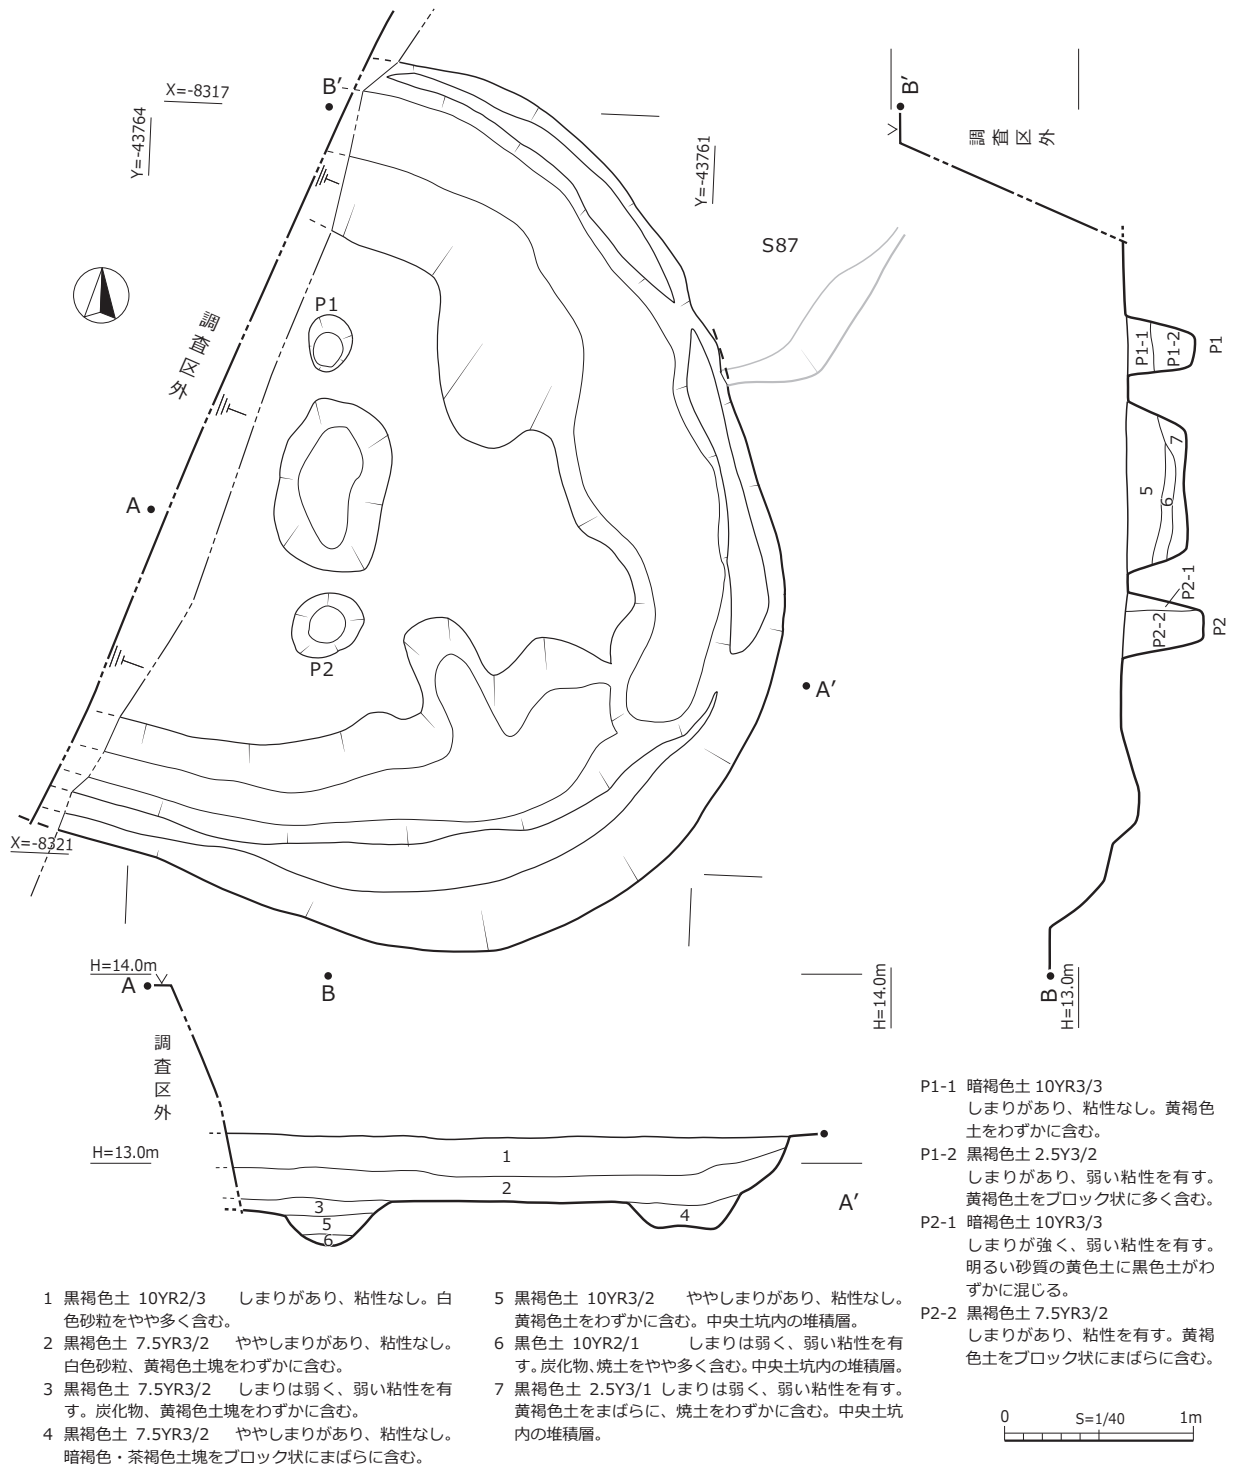 X=-8317
Y=-43764
B′
Y=-43761
S87
調査区外
P1
P2
A
A′
X=-8321
B
B′
調査区外
P1-1
P1-2
P1
5
6
7
P2-1
P2-2
P2
B
H=14.0m
H=13.0m
H=14.0m
A
調査区外
H=13.0m
1
2
3
5
6
4
A′
1 黒褐色土 10YR2/3 しまりがあり、粘性なし。白
色砂粒をやや多く含む。
2 黒褐色土 7.5YR3/2 ややしまりがあり、粘性なし。
白色砂粒、黄褐色土塊をわずかに含む。
3 黒褐色土 7.5YR3/2 しまりは弱く、弱い粘性を有
す。炭化物、黄褐色土塊をわずかに含む。
4 黒褐色土 7.5YR3/2 ややしまりがあり、粘性なし。
暗褐色・茶褐色土塊をブロック状にまばらに含む。
5 黒褐色土 10YR3/2 ややしまりがあり、粘性なし。
黄褐色土をわずかに含む。中央土坑内の堆積層。
6 黒色土 10YR2/1 しまりは弱く、弱い粘性を有
す。炭化物、焼土をやや多く含む。中央土坑内の堆積層。
7 黒褐色土 2.5Y3/1 しまりは弱く、弱い粘性を有す。
黄褐色土をまばらに、焼土をわずかに含む。中央土坑
内の堆積層。
P1-1 暗褐色土 10YR3/3
しまりがあり、粘性なし。黄褐色
土をわずかに含む。
P1-2 黒褐色土 2.5Y3/2
しまりがあり、弱い粘性を有す。
黄褐色土をブロック状に多く含む。
P2-1 暗褐色土 10YR3/3
しまりが強く、弱い粘性を有す。
明るい砂質の黄色土に黒色土がわ
ずかに混じる。
P2-2 黒褐色土 7.5YR3/2
しまりがあり、粘性を有す。黄褐
色土をブロック状にまばらに含む。
0 S=1/40 1m